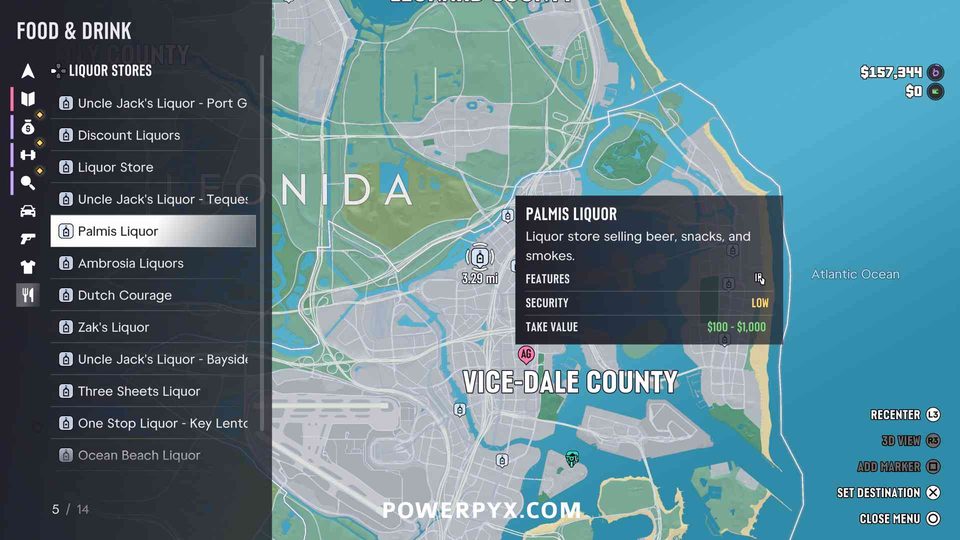 FOOD & DRINK
LIQUOR STORES
Uncle Jack's Liquor - Port G
Discount Liquors
Liquor Store
Uncle Jack's Liquor - Teques
Palmis Liquor
Ambrosia Liquors
Dutch Courage
Zak's Liquor
Uncle Jack's Liquor - Bayside
Three Sheets Liquor
One Stop Liquor - Key Lento
Ocean Beach Liquor
5 / 14
LEONIDA
3.29 mi
PALMIS LIQUOR
Liquor store selling beer, snacks, and
smokes.
FEATURES
SECURITY LOW
TAKE VALUE $100 - $1,000
AG
VICE-DALE COUNTY
Atlantic Ocean
$157,344
$0
RECENTER L3
3D VIEW R3
ADD MARKER
SET DESTINATION
CLOSE MENU
POWERPYX.COM